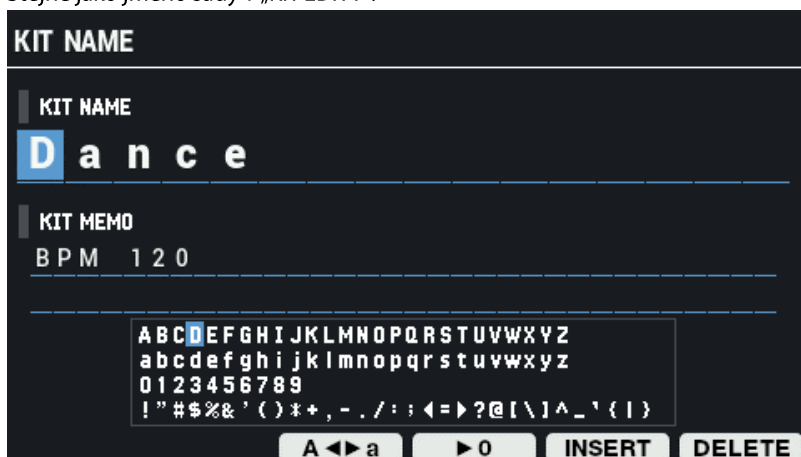 KIT NAME
KIT NAME
Dance
KIT MEMO
BPM 120
ABCDEFGHIJKLMNOPQRSTUVWXYZ
abcdefghijklmnopqrstuvwxyz
0123456789
!"#$%&'()*+,-./:;◀=▶?@[\]^_`{|}
A◀▶a ▶0 INSERT DELETE